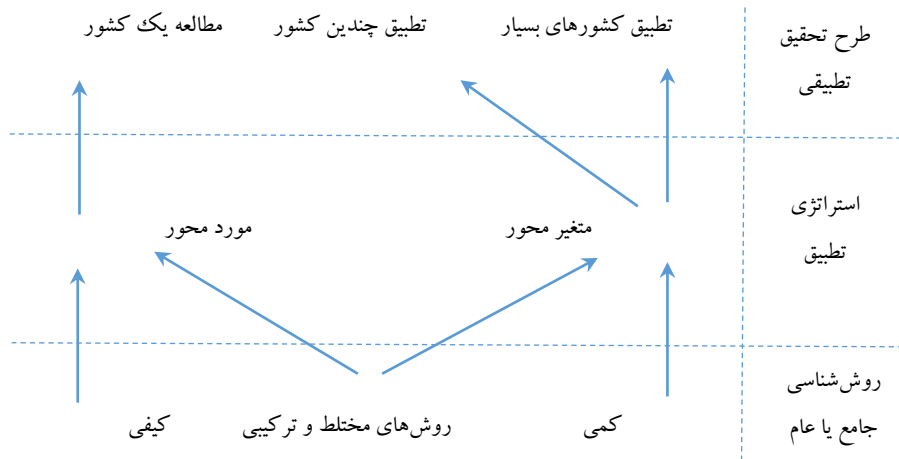 طرح تحقیق
تطبیقی
تطبیق کشورهای بسیار
تطبیق چندین کشور
مطالعه یک کشور
استراتژی
تطبیق
متغیر محور
مورد محور
روش‌شناسی
جامع یا عام
کمی
روش‌های مختلط و ترکیبی
کیفی